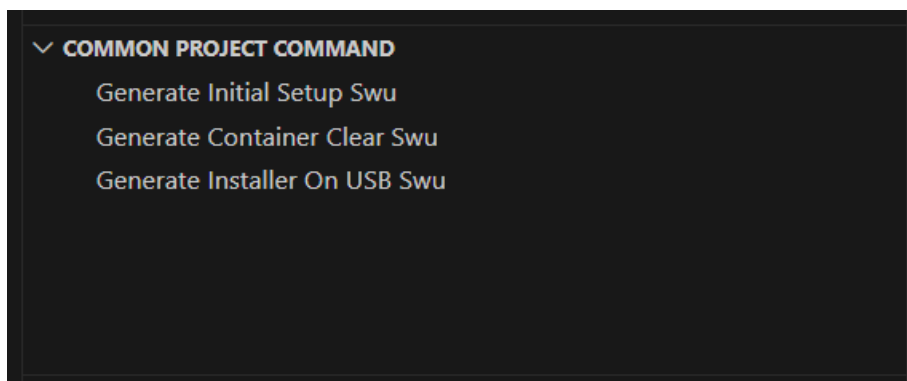 COMMON PROJECT COMMAND
Generate Initial Setup Swu
Generate Container Clear Swu
Generate Installer On USB Swu